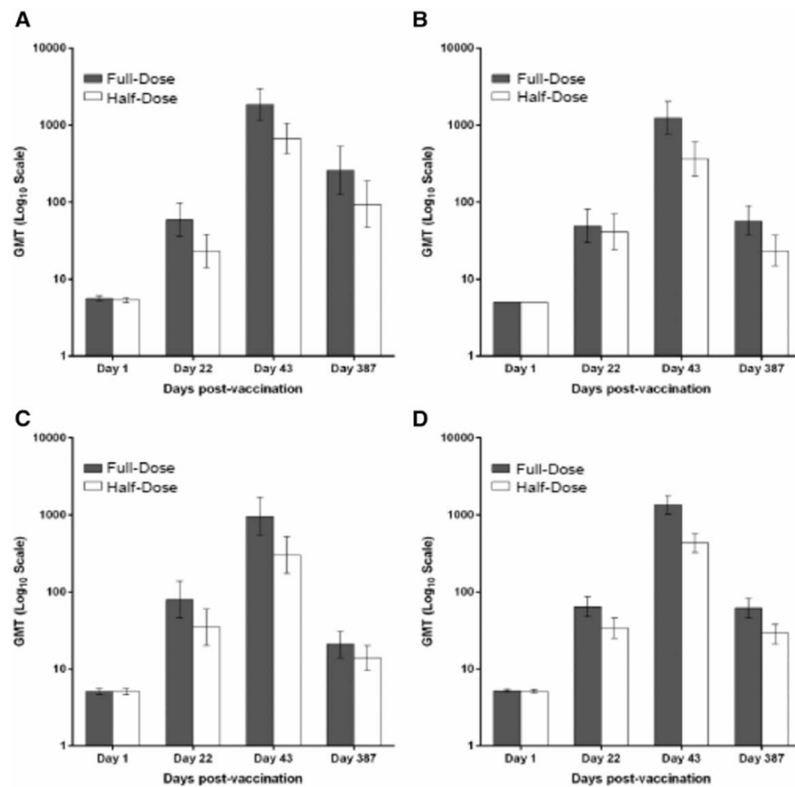 A
10000
1000
100
10
1
GMT (Log10 Scale)
Full-Dose
Half-Dose
Day 1 Day 22 Day 43 Day 387
Days post-vaccination
B
10000
1000
100
10
1
GMT (Log10 Scale)
Full-Dose
Half-Dose
Day 1 Day 22 Day 43 Day 387
Days post-vaccination
C
10000
1000
100
10
1
GMT (Log10 Scale)
Full-Dose
Half-Dose
Day 1 Day 22 Day 43 Day 387
Days post-vaccination
D
10000
1000
100
10
1
GMT (Log10 Scale)
Full-Dose
Half-Dose
Day 1 Day 22 Day 43 Day 387
Days post-vaccination